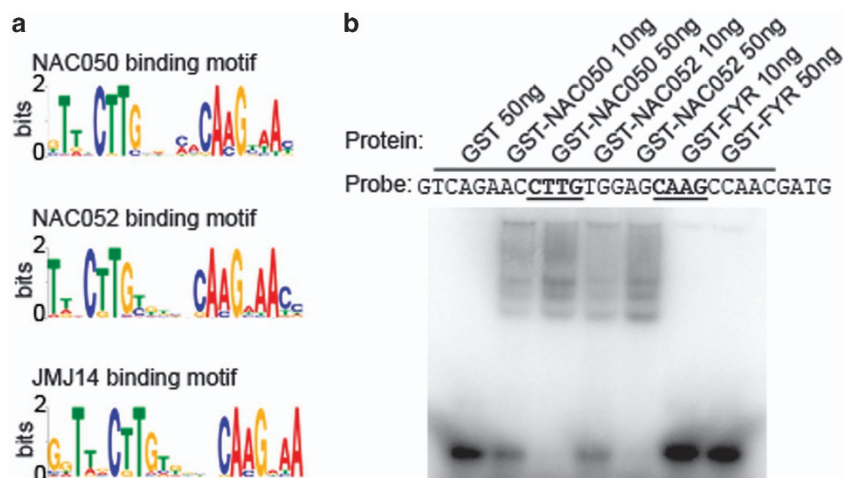 a
NAC050 binding motif
2
bits
0
NAC052 binding motif
2
bits
0
JMJ14 binding motif
2
bits
0
b
Protein:
GST 50ng
GST-NAC050 10ng
GST-NAC050 50ng
GST-NAC052 10ng
GST-NAC052 50ng
GST-FYR 10ng
GST-FYR 50ng
Probe: GTCAGAACCTTGTGGAGCAAGCCAACGATG